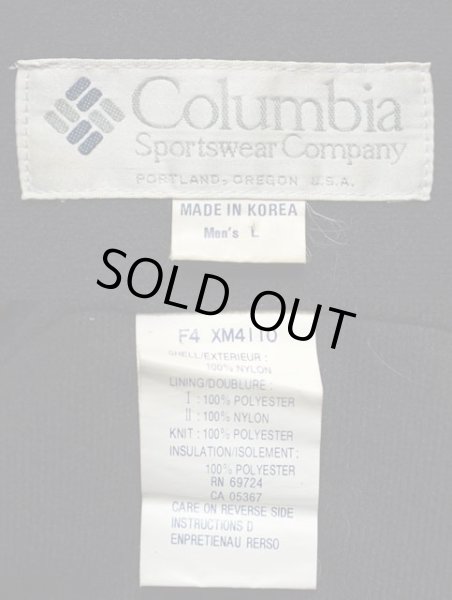 Columbia
Sportswear Company
PORTLAND, OREGON U.S.A.
MADE IN KOREA
Men's L
SOLD OUT
F4 XM4110
SHELL/EXTERIEUR :
100% NYLON
LINING/DOUBLURE :
I : 100% POLYESTER
II : 100% NYLON
KNIT : 100% POLYESTER
INSULATION/ISOLEMENT :
100% POLYESTER
RN 69724
CA 05367
CARE ON REVERSE SIDE
INSTRUCTIONS D
ENPRETIENAU RERSO